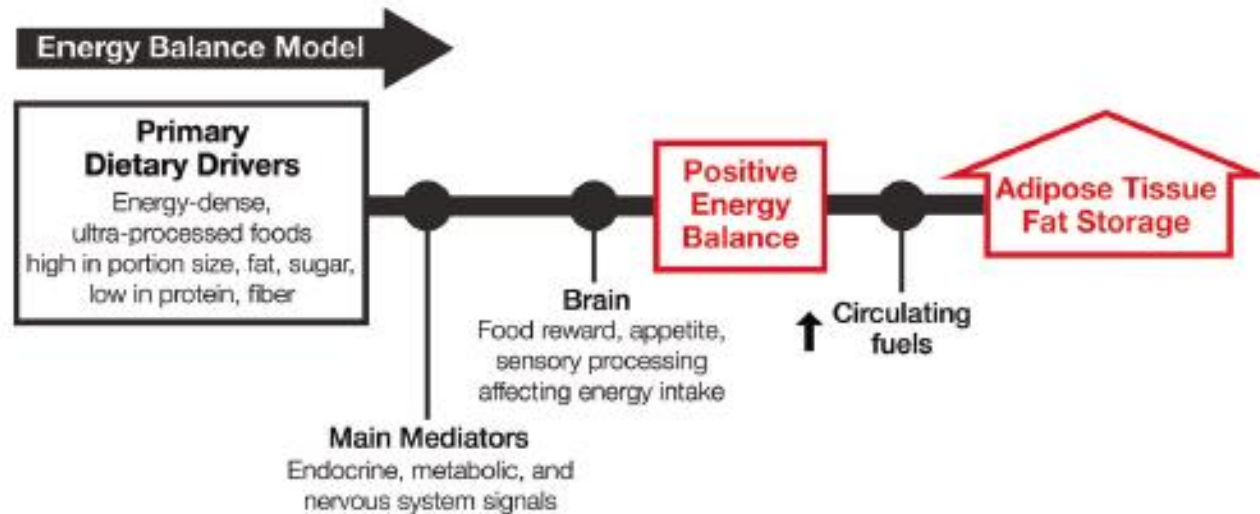 Energy Balance Model
Primary
Dietary Drivers
Energy-dense,
ultra-processed foods
high in portion size, fat, sugar,
low in protein, fiber
Main Mediators
Endocrine, metabolic, and
nervous system signals
Brain
Food reward, appetite,
sensory processing
affecting energy intake
Positive
Energy
Balance
Circulating
fuels
Adipose Tissue
Fat Storage